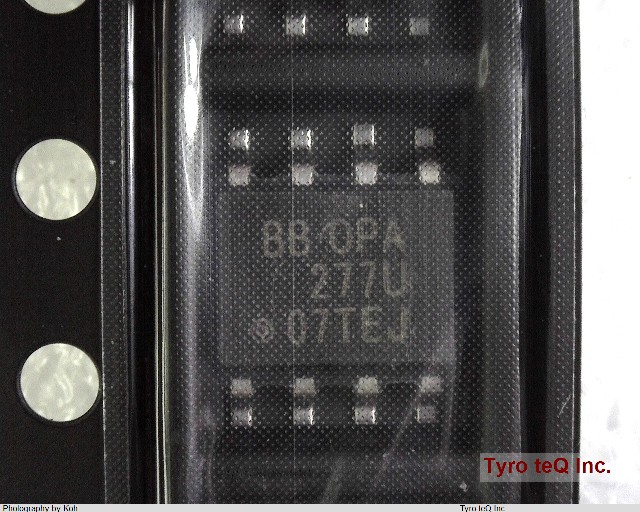 BB OPA
277U
07TEJ
Tyro teQ Inc.
Photography by Koh
Tyro teQ Inc